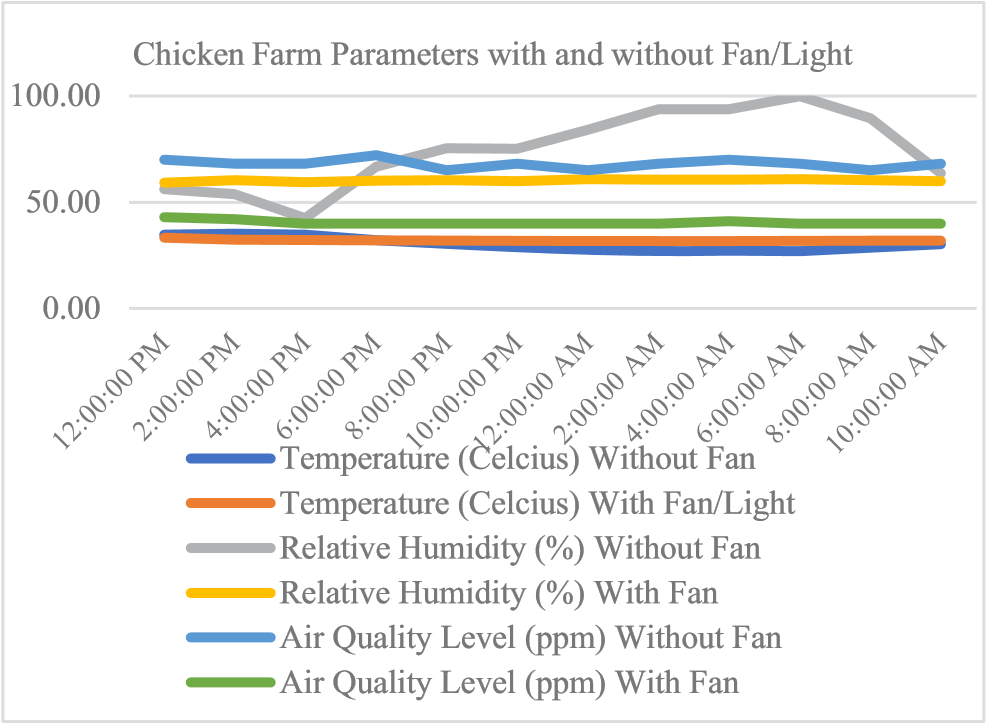 Chicken Farm Parameters with and without Fan/Light
100.00
50.00
0.00
12:00:00 PM
2:00:00 PM
4:00:00 PM
6:00:00 PM
8:00:00 PM
10:00:00 PM
12:00:00 AM
2:00:00 AM
4:00:00 AM
6:00:00 AM
8:00:00 AM
10:00:00 AM
Temperature (Celcius) Without Fan
Temperature (Celcius) With Fan/Light
Relative Humidity (%) Without Fan
Relative Humidity (%) With Fan
Air Quality Level (ppm) Without Fan
Air Quality Level (ppm) With Fan